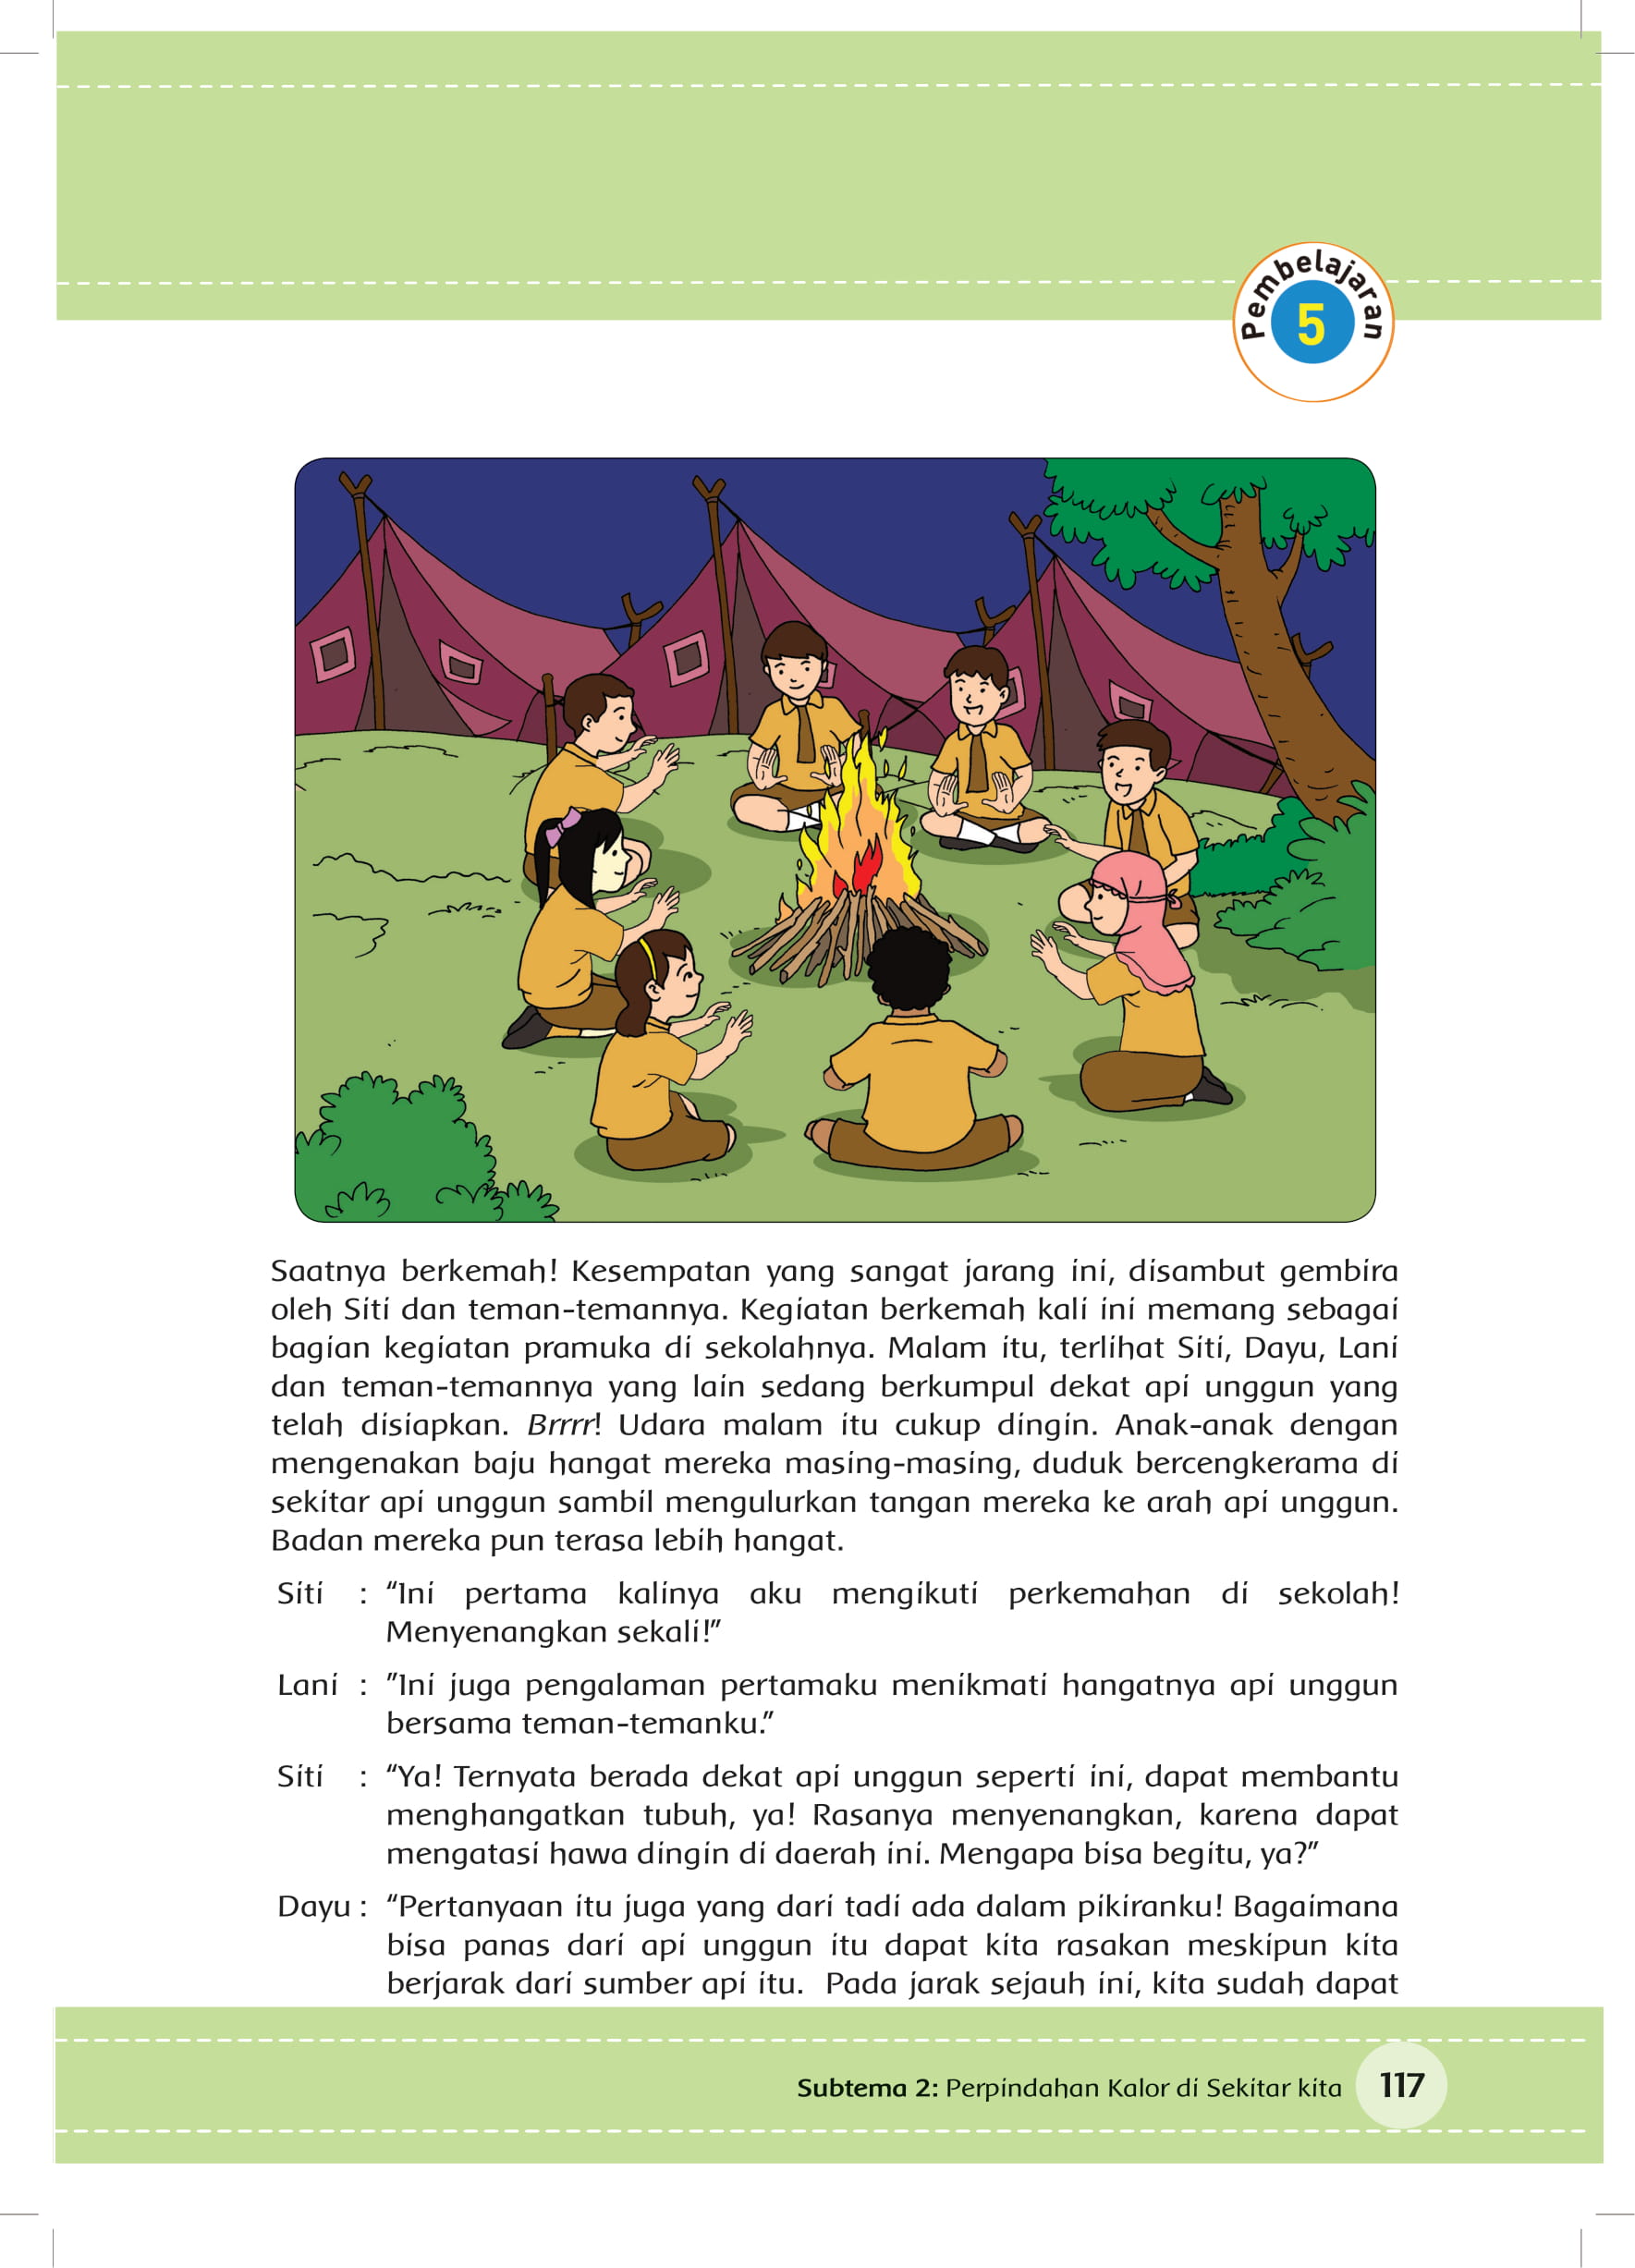 Pembelajaran
5
Saatnya berkemah! Kesempatan yang sangat jarang ini, disambut gembira
oleh Siti dan teman-temannya. Kegiatan berkemah kali ini memang sebagai
bagian kegiatan pramuka di sekolahnya. Malam itu, terlihat Siti, Dayu, Lani
dan teman-temannya yang lain sedang berkumpul dekat api unggun yang
telah disiapkan. Brrrr! Udara malam itu cukup dingin. Anak-anak dengan
mengenakan baju hangat mereka masing-masing, duduk bercengkerama di
sekitar api unggun sambil mengulurkan tangan mereka ke arah api unggun.
Badan mereka pun terasa lebih hangat.
Siti : “Ini pertama kalinya aku mengikuti perkemahan di sekolah!
Menyenangkan sekali!”
Lani : ”Ini juga pengalaman pertamaku menikmati hangatnya api unggun
bersama teman-temanku.”
Siti : “Ya! Ternyata berada dekat api unggun seperti ini, dapat membantu
menghangatkan tubuh, ya! Rasanya menyenangkan, karena dapat
mengatasi hawa dingin di daerah ini. Mengapa bisa begitu, ya?”
Dayu : “Pertanyaan itu juga yang dari tadi ada dalam pikiranku! Bagaimana
bisa panas dari api unggun itu dapat kita rasakan meskipun kita
berjarak dari sumber api itu. Pada jarak sejauh ini, kita sudah dapat
Subtema 2: Perpindahan Kalor di Sekitar kita 117